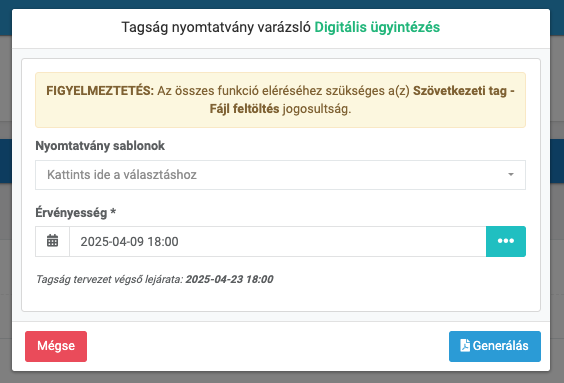 Tagság nyomtatvány varázsló Digitális ügyintézés
FIGYELMEZTETÉS: Az összes funkció eléréséhez szükséges a(z) Szövetkezeti tag -
Fájl feltöltés jogosultság.
Nyomtatvány sablonok
Kattints ide a választáshoz
Érvényesség *
2025-04-09 18:00
Tagság tervezet végső lejárata: 2025-04-23 18:00
Mégse
Generálás